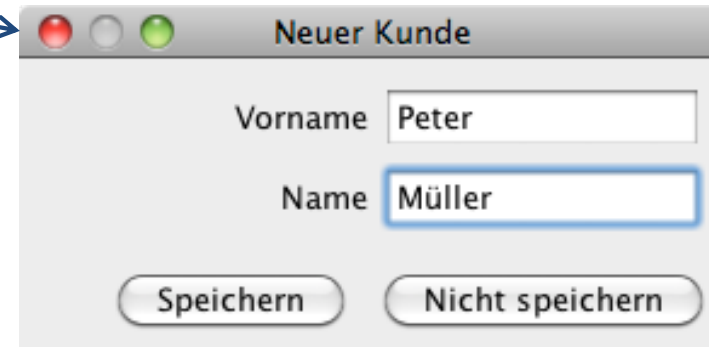 Neuer Kunde
Vorname Peter
Name Müller
Speichern Nicht speichern